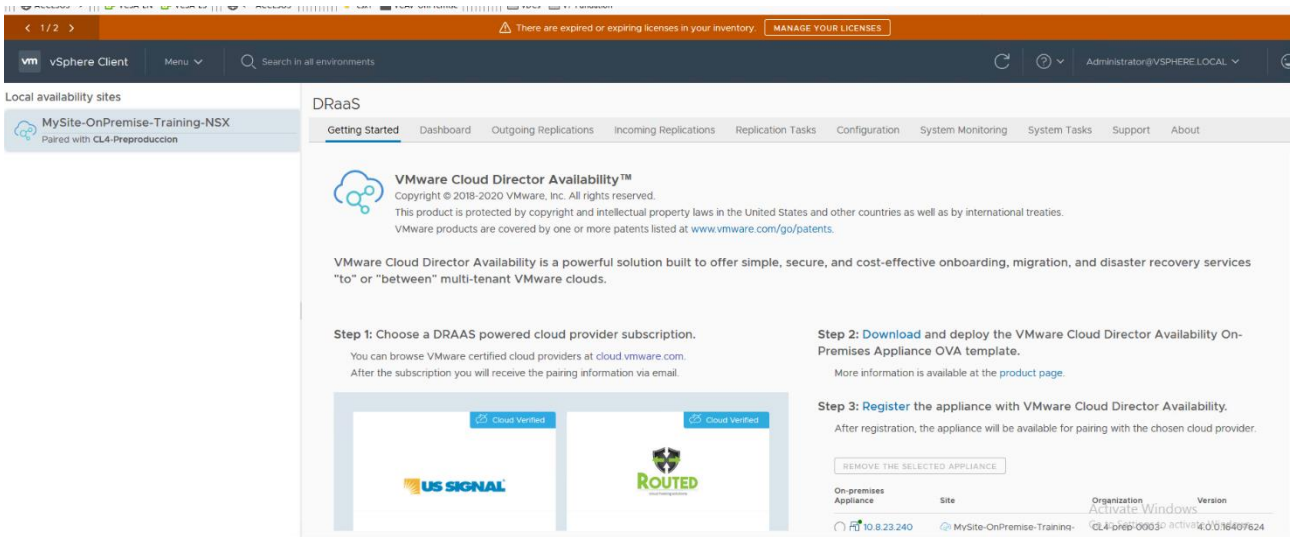 < 1/2 > There are expired or expiring licenses in your inventory. MANAGE YOUR LICENSES
vm vSphere Client Menu Search in all environments Administrator@VSPHERE.LOCAL
Local availability sites
MySite-OnPremise-Training-NSX
Paired with CL4-Preproduccion
DRaaS
Getting Started Dashboard Outgoing Replications Incoming Replications Replication Tasks Configuration System Monitoring System Tasks Support About
VMware Cloud Director Availability™
Copyright © 2018-2020 VMware, Inc. All rights reserved.
This product is protected by copyright and intellectual property laws in the United States and other countries as well as by international treaties.
VMware products are covered by one or more patents listed at www.vmware.com/go/patents.
VMware Cloud Director Availability is a powerful solution built to offer simple, secure, and cost-effective onboarding, migration, and disaster recovery services
"to" or "between" multi-tenant VMware clouds.
Step 1: Choose a DRAAS powered cloud provider subscription.
You can browse VMware certified cloud providers at cloud.vmware.com.
After the subscription you will receive the pairing information via email.
Cloud Verified
US SIGNAL
Cloud Verified
ROUTED
Step 2: Download and deploy the VMware Cloud Director Availability On-
Premises Appliance OVA template.
More information is available at the product page.
Step 3: Register the appliance with VMware Cloud Director Availability.
After registration, the appliance will be available for pairing with the chosen cloud provider.
REMOVE THE SELECTED APPLIANCE
On-premises
Appliance Site Organization Version
Activate Windows
10.8.23.240 MySite-OnPremise-Training- CL4-prep-0003- 4.0.0.16407624